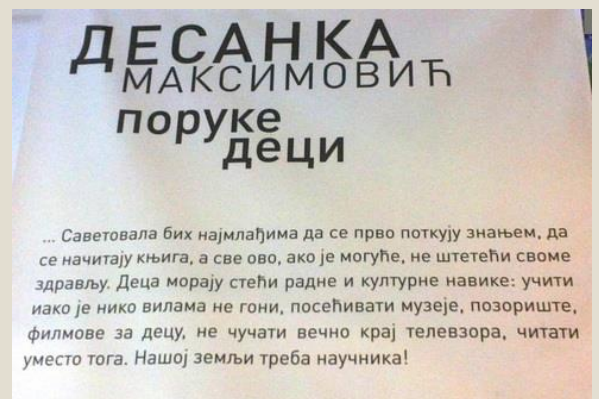 ДЕСАНКА
МАКСИМОВИЋ
поруке
деци
... Саветовала бих најмлађима да се прво поткују знањем, да
се начитају књига, а све ово, ако је могуће, не штетећи своме
здрављу. Деца морају стећи радне и културне навике: учити
иако је нико вилама не гони, посећивати музеје, позориште,
филмове за децу, не чучати вечно крај телевзора, читати
уместо тога. Нашој земљи треба научника!